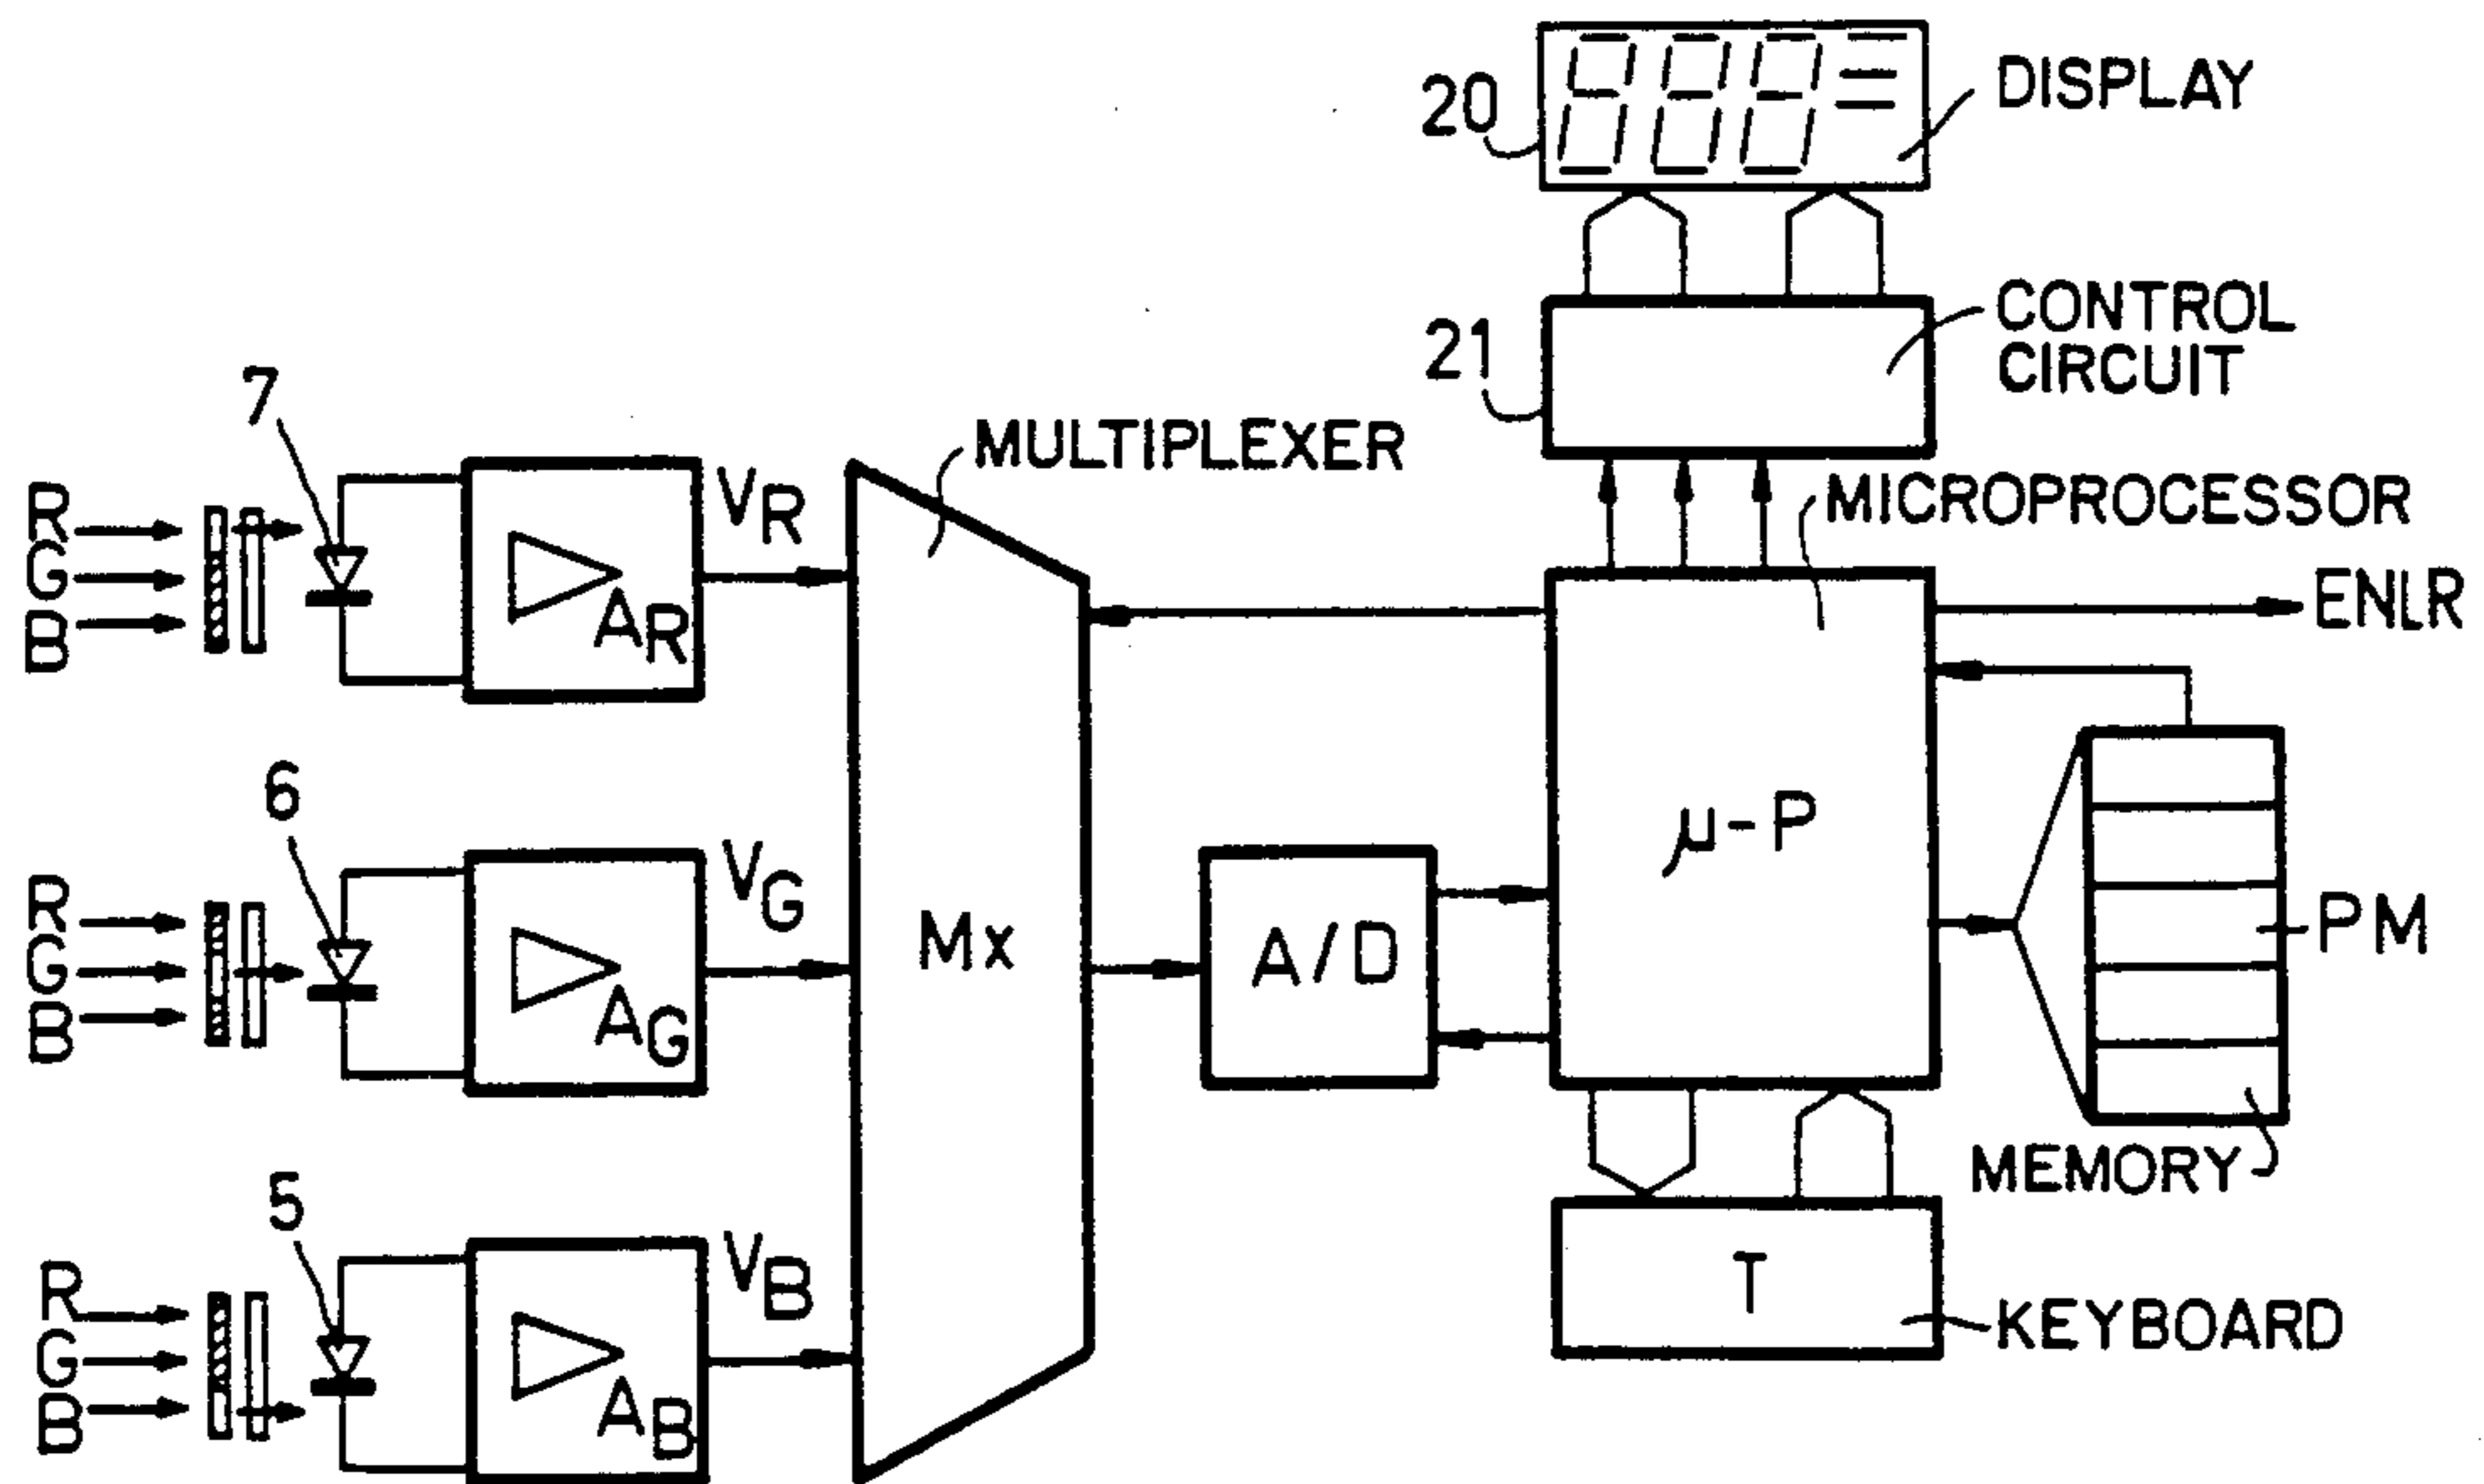 20
DISPLAY
21
CONTROL
CIRCUIT
7
MULTIPLEXER
MICROPROCESSOR
R
G
B
VR
AR
ENLR
6
R
G
B
VG
AG
Mx
A/D
μ-P
PM
MEMORY
5
R
G
B
VB
AB
T
KEYBOARD